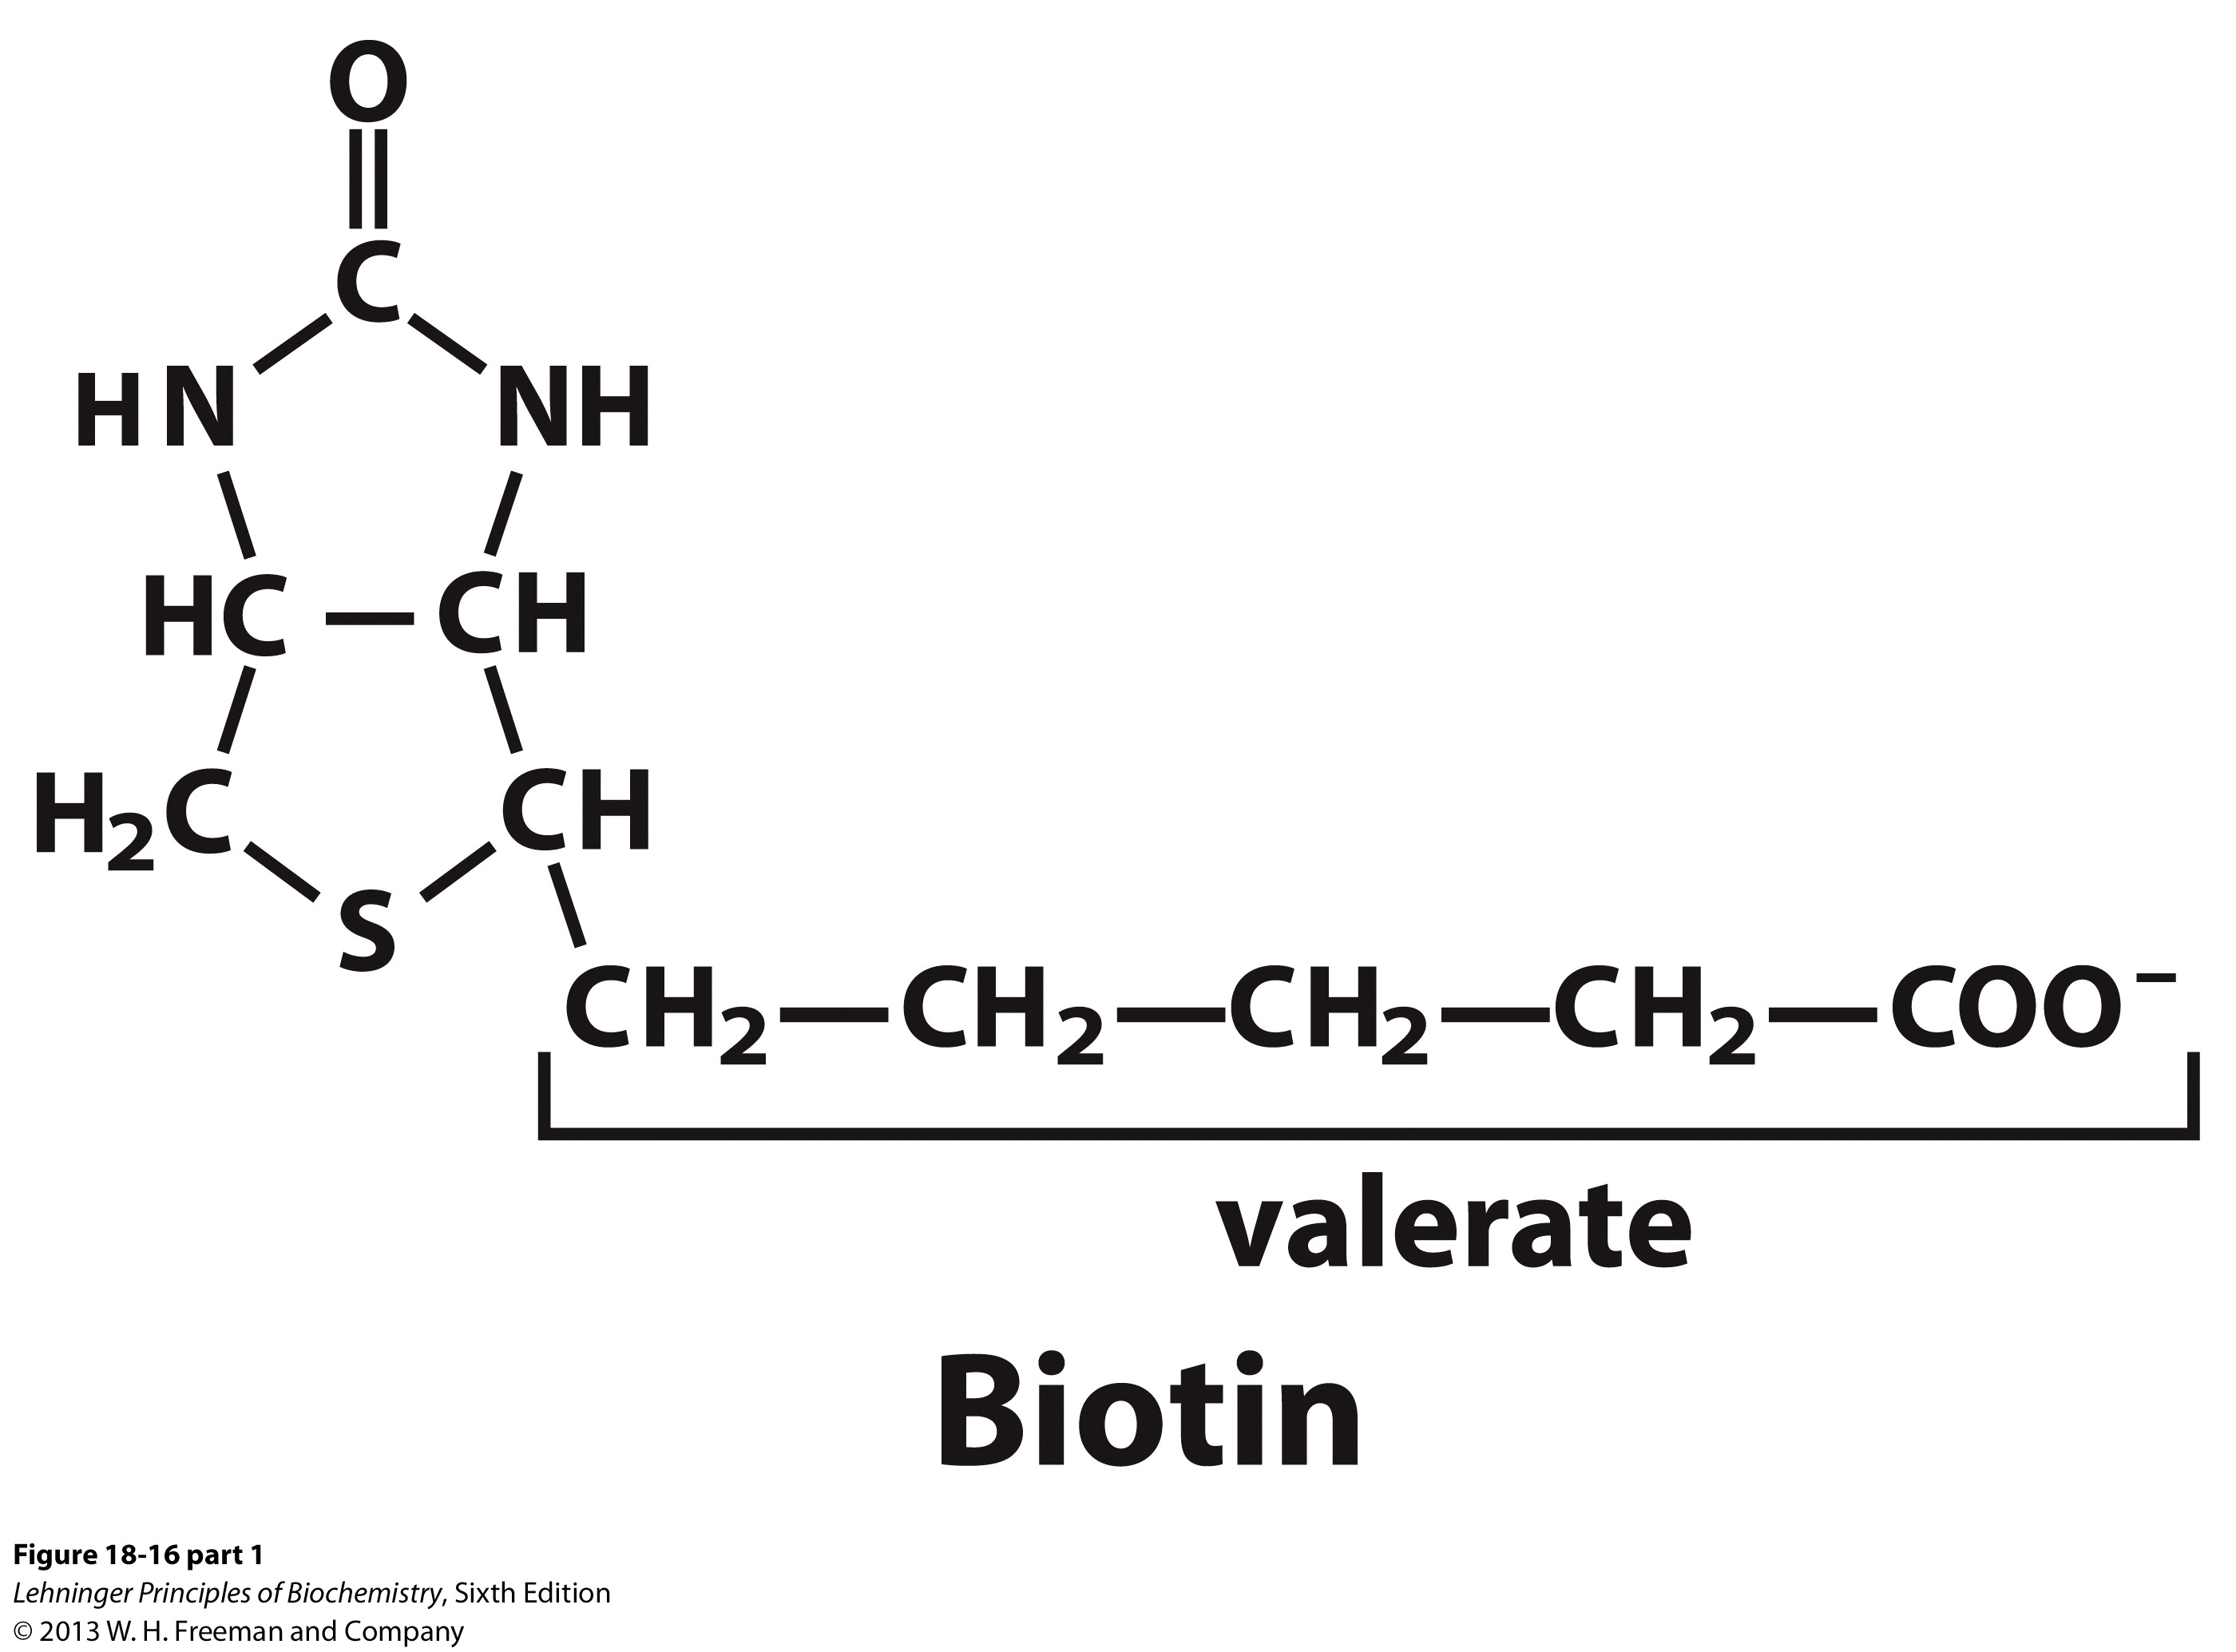 O
C
HN NH
HC — CH
H₂C CH
S
CH₂—CH₂—CH₂—CH₂—COO⁻
valerate
Biotin
Figure 18-16 part 1
Lehninger Principles of Biochemistry, Sixth Edition
© 2013 W. H. Freeman and Company